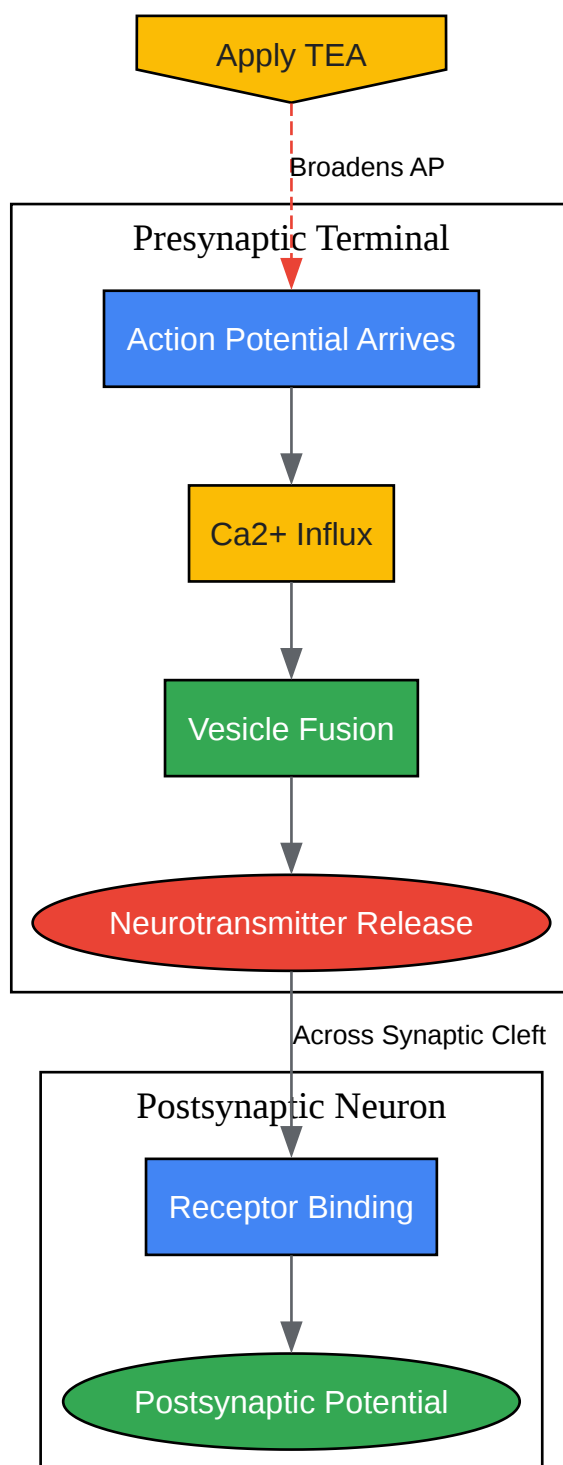 Apply TEA
Broadens AP
Presynaptic Terminal
Action Potential Arrives
Ca2+ Influx
Vesicle Fusion
Neurotransmitter Release
Across Synaptic Cleft
Postsynaptic Neuron
Receptor Binding
Postsynaptic Potential